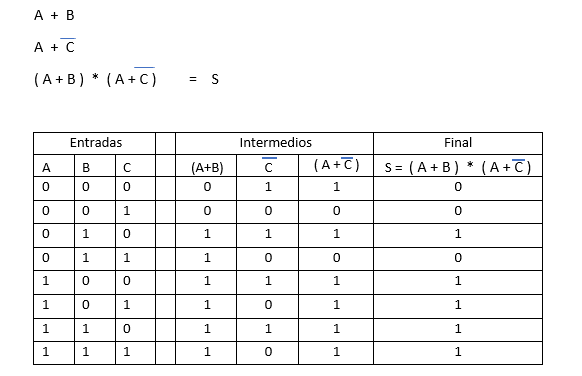 A + B
A + C̅
( A + B ) * ( A + C̅ ) = S
Entradas Intermedios Final
A B C (A+B) C̅ ( A + C̅ ) S = ( A + B ) * ( A + C̅ )
0 0 0 0 1 1 0
0 0 1 0 0 0 0
0 1 0 1 1 1 1
0 1 1 1 0 0 0
1 0 0 1 1 1 1
1 0 1 1 0 1 1
1 1 0 1 1 1 1
1 1 1 1 0 1 1